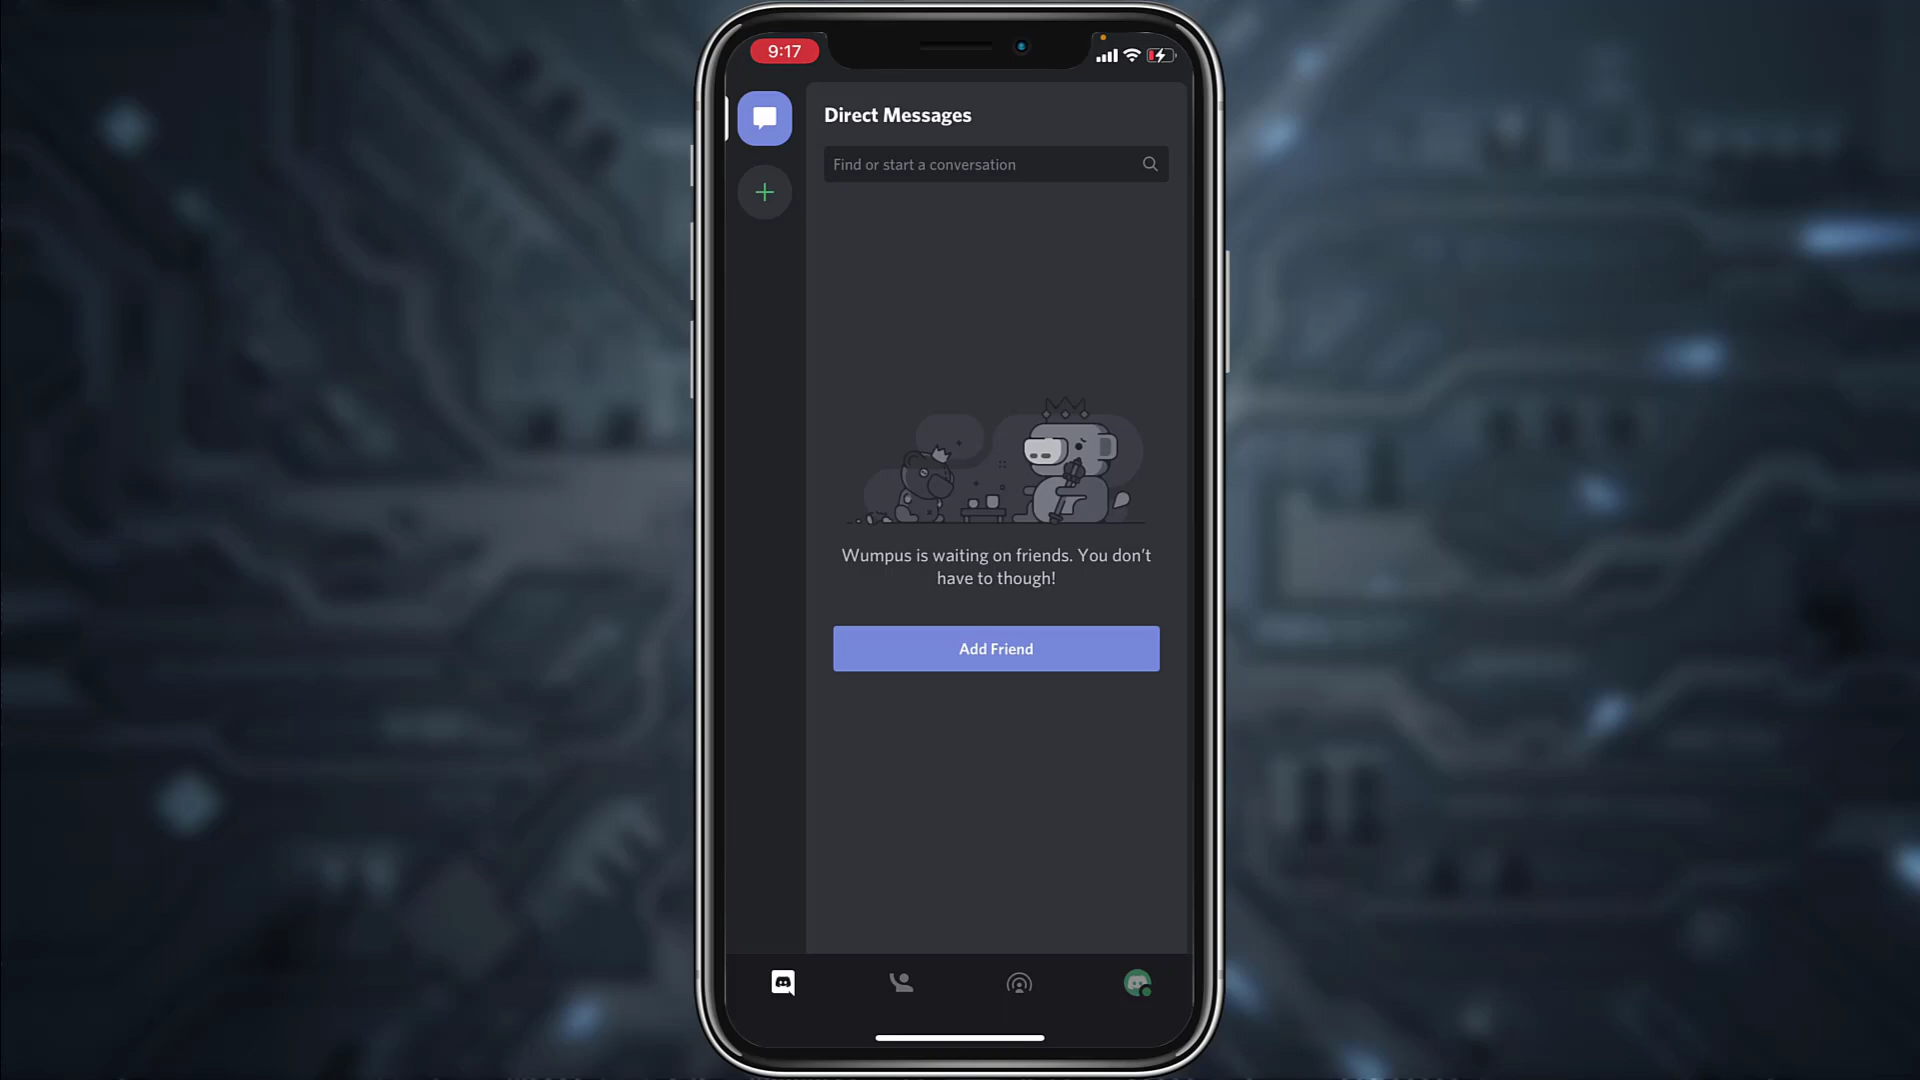 9:17
Direct Messages
Find or start a conversation
Wumpus is waiting on friends. You don't
have to though!
Add Friend